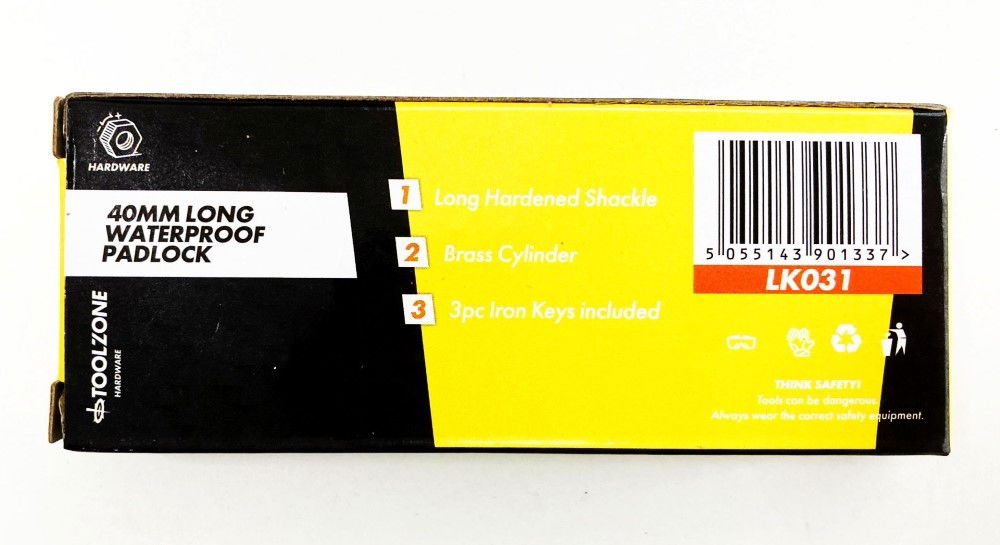 HARDWARE
40MM LONG
WATERPROOF
PADLOCK
TOOLZONE
HARDWARE
1 Long Hardened Shackle
2 Brass Cylinder
3 3pc Iron Keys included
5 055143 901337 >
LK031
THINK SAFETY!
Tools can be dangerous.
Always wear the correct safety equipment.